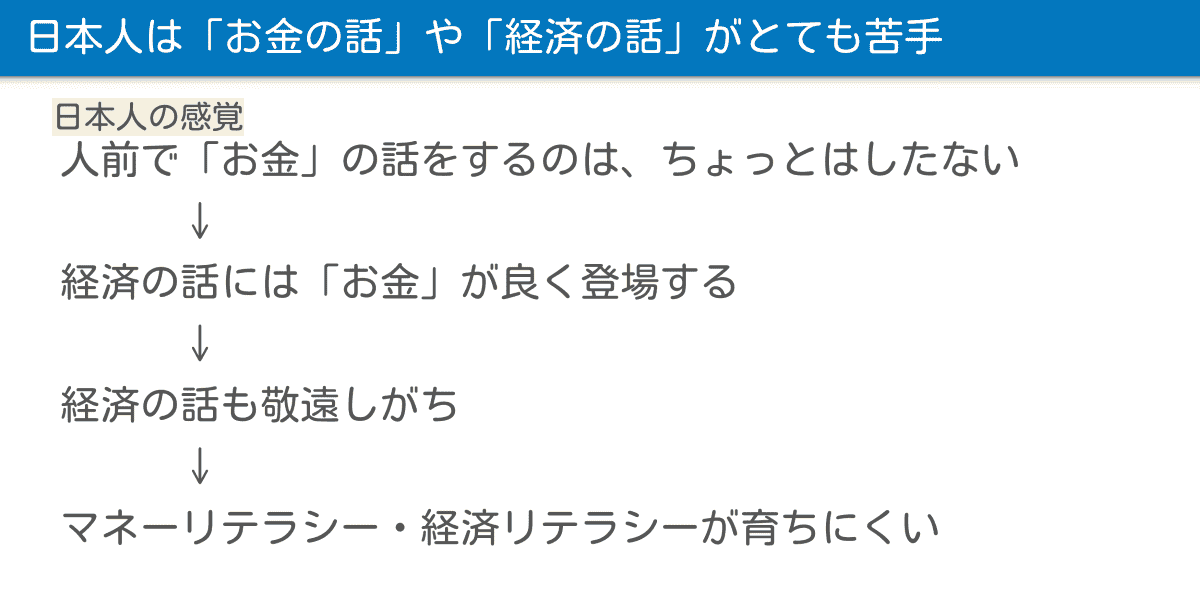 日本人は「お金の話」や「経済の話」がとても苦手
日本人の感覚
人前で「お金」の話をするのは、ちょっとはしたない
↓
経済の話には「お金」が良く登場する
↓
経済の話も敬遠しがち
↓
マネーリテラシー・経済リテラシーが育ちにくい